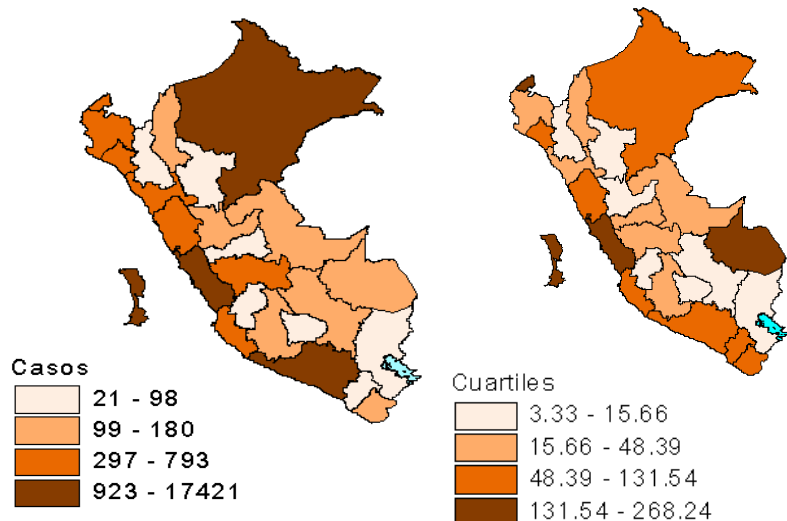 Casos
21 - 98
99 - 180
297 - 793
923 - 17421
Cuartiles
3.33 - 15.66
15.66 - 48.39
48.39 - 131.54
131.54 - 268.24